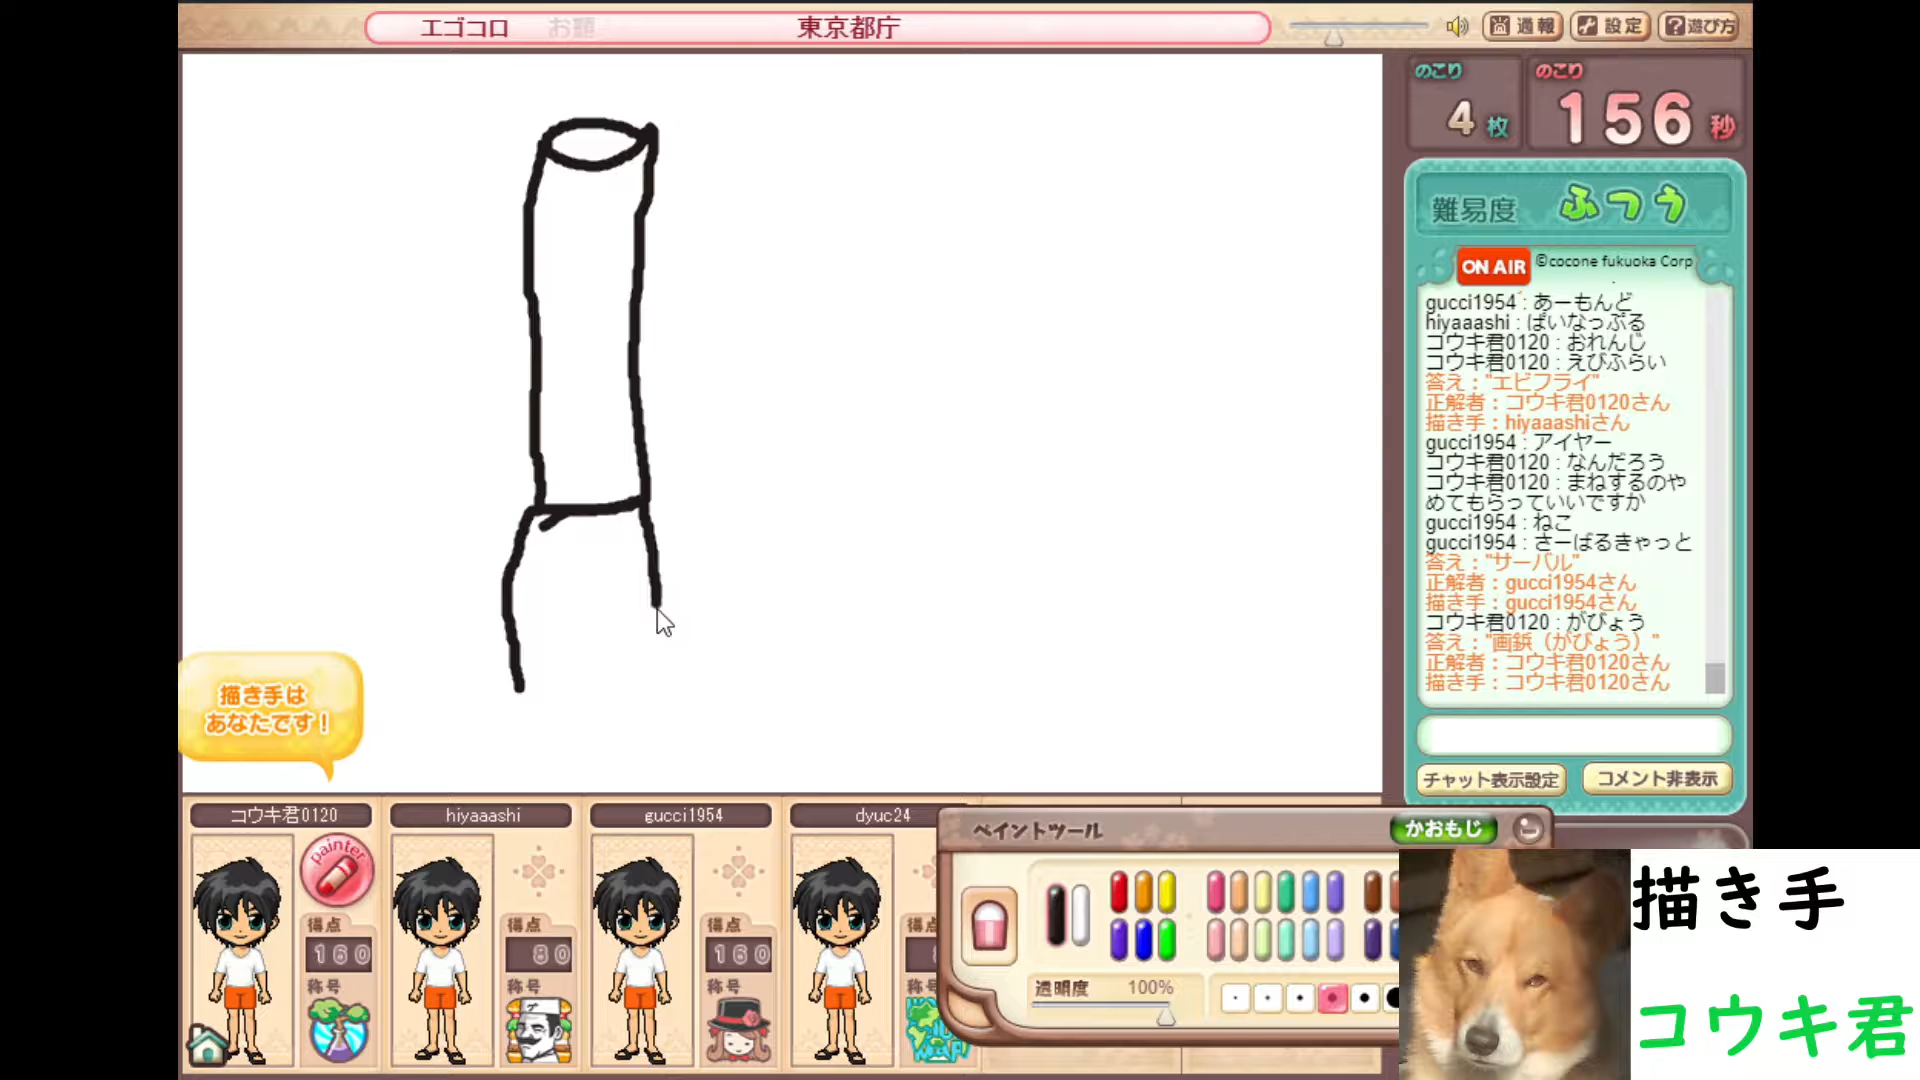 エゴコロ お題 東京都庁
通報 設定 遊び方
のこり 4枚
のこり 156秒
難易度 ふつう
ON AIR ©cocone fukuoka Corp
gucci1954 : あーもんど
hiyaaashi : ぱいなっぷる
コウキ君0120 : おれんじ
コウキ君0120 : えびふらい
答え："エビフライ"
正解者：コウキ君0120さん
描き手：hiyaaashiさん
gucci1954 : アイヤー
コウキ君0120 : なんだろう
コウキ君0120 : まねするのや
めてもらっていいですか
gucci1954 : ねこ
gucci1954 : さーばるきゃっと
答え："サーバル"
正解者：gucci1954さん
描き手：gucci1954さん
コウキ君0120 : がびょう
答え："画鋲（がびょう）"
正解者：コウキ君0120さん
描き手：コウキ君0120さん
チャット表示設定 コメント非表示
描き手は
あなたです！
コウキ君0120 hiyaaashi gucci1954 dyuc24
painter
得点 得点 得点 得点
160 80 160
称号 称号 称号 称号
ペイントツール かおもじ
透明度 100%
描き手
コウキ君